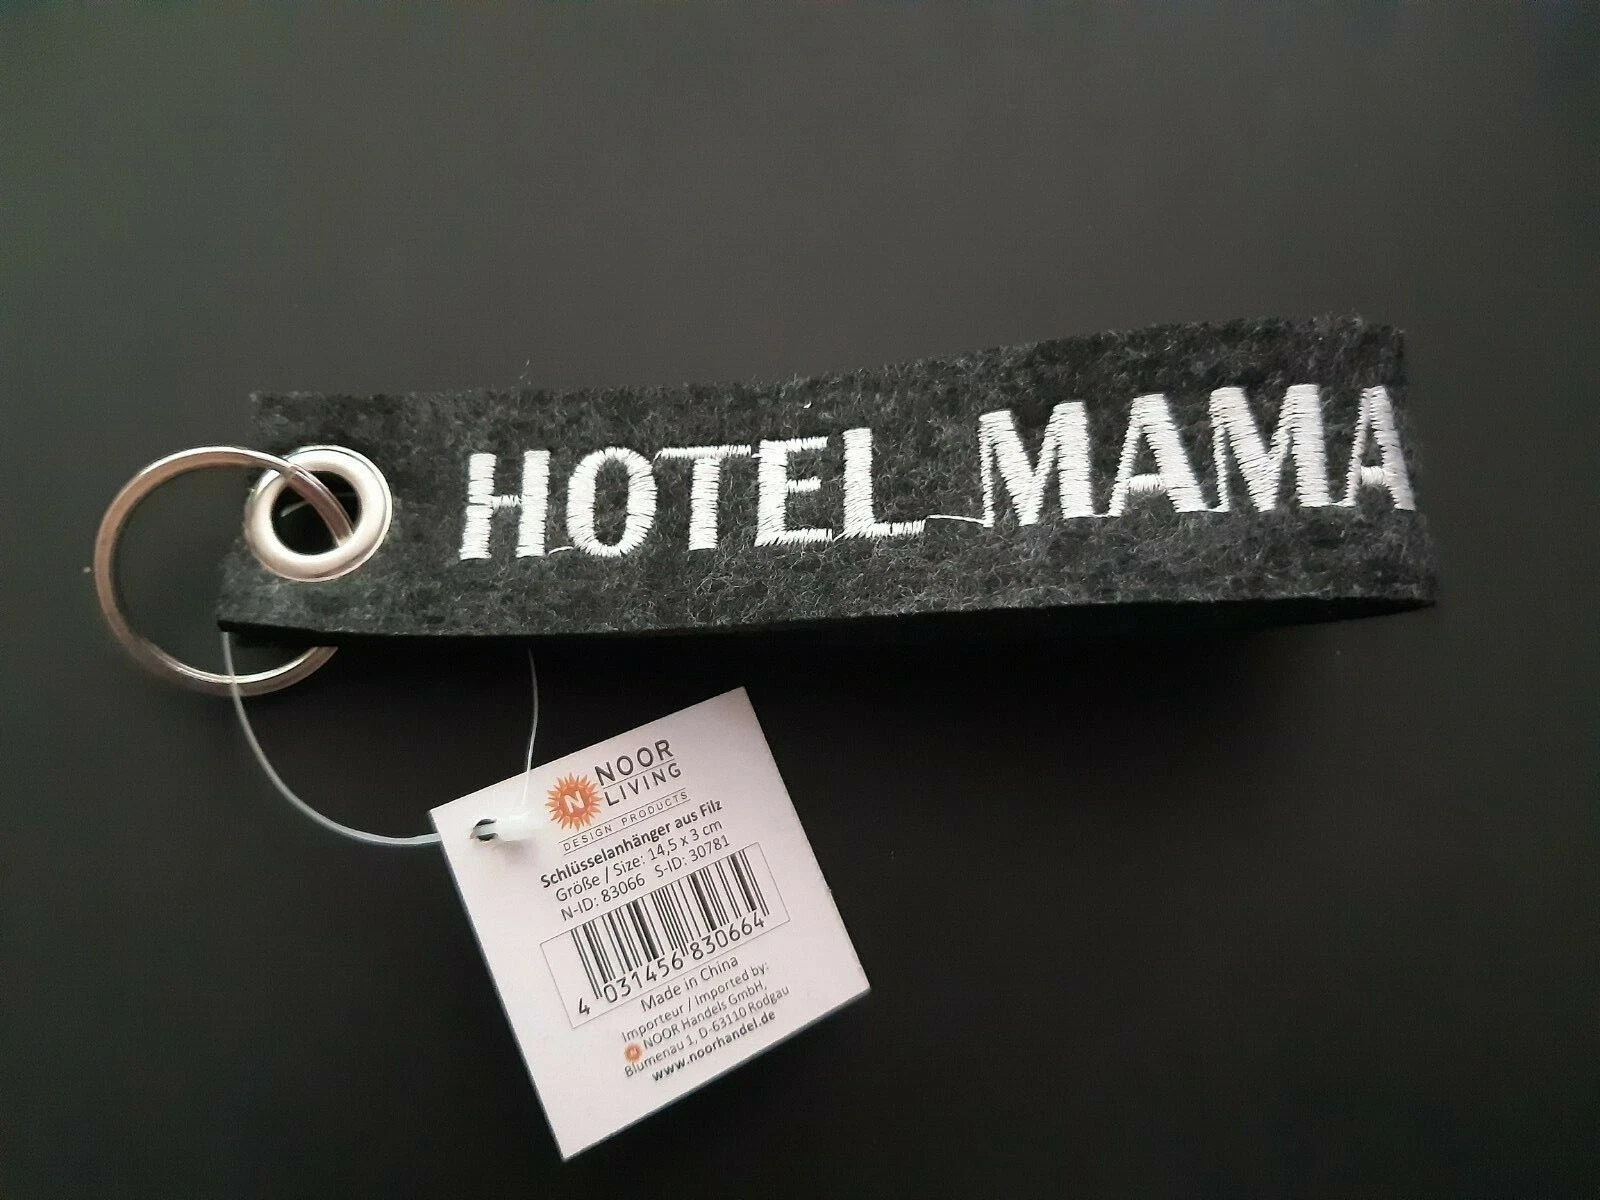 HOTEL MAMA
N
NOOR
LIVING
DESIGN PRODUCTS
Schlüsselanhänger aus Filz
Größe / Size: 14,5 x 3 cm
N-ID: 83066 S-ID: 30781
4 031456 830664
Made in China
Importeur / Imported by:
NOOR Handels GmbH,
Blumenau 1, D-63110 Rodgau
www.noorhandel.de